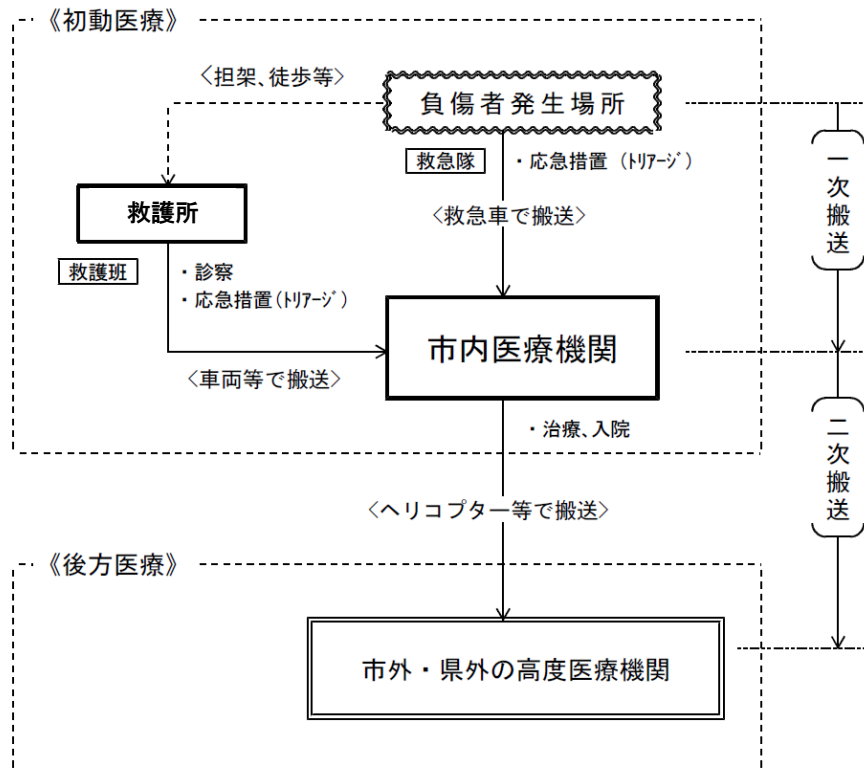 《初動医療》
〈担架、徒歩等〉
負傷者発生場所
救急隊
・応急措置(ﾄﾘｱｰｼﾞ)
一次搬送
救護所
〈救急車で搬送〉
救護班
・診察
・応急措置(ﾄﾘｱｰｼﾞ)
市内医療機関
〈車両等で搬送〉
・治療、入院
二次搬送
〈ヘリコプター等で搬送〉
《後方医療》
市外・県外の高度医療機関